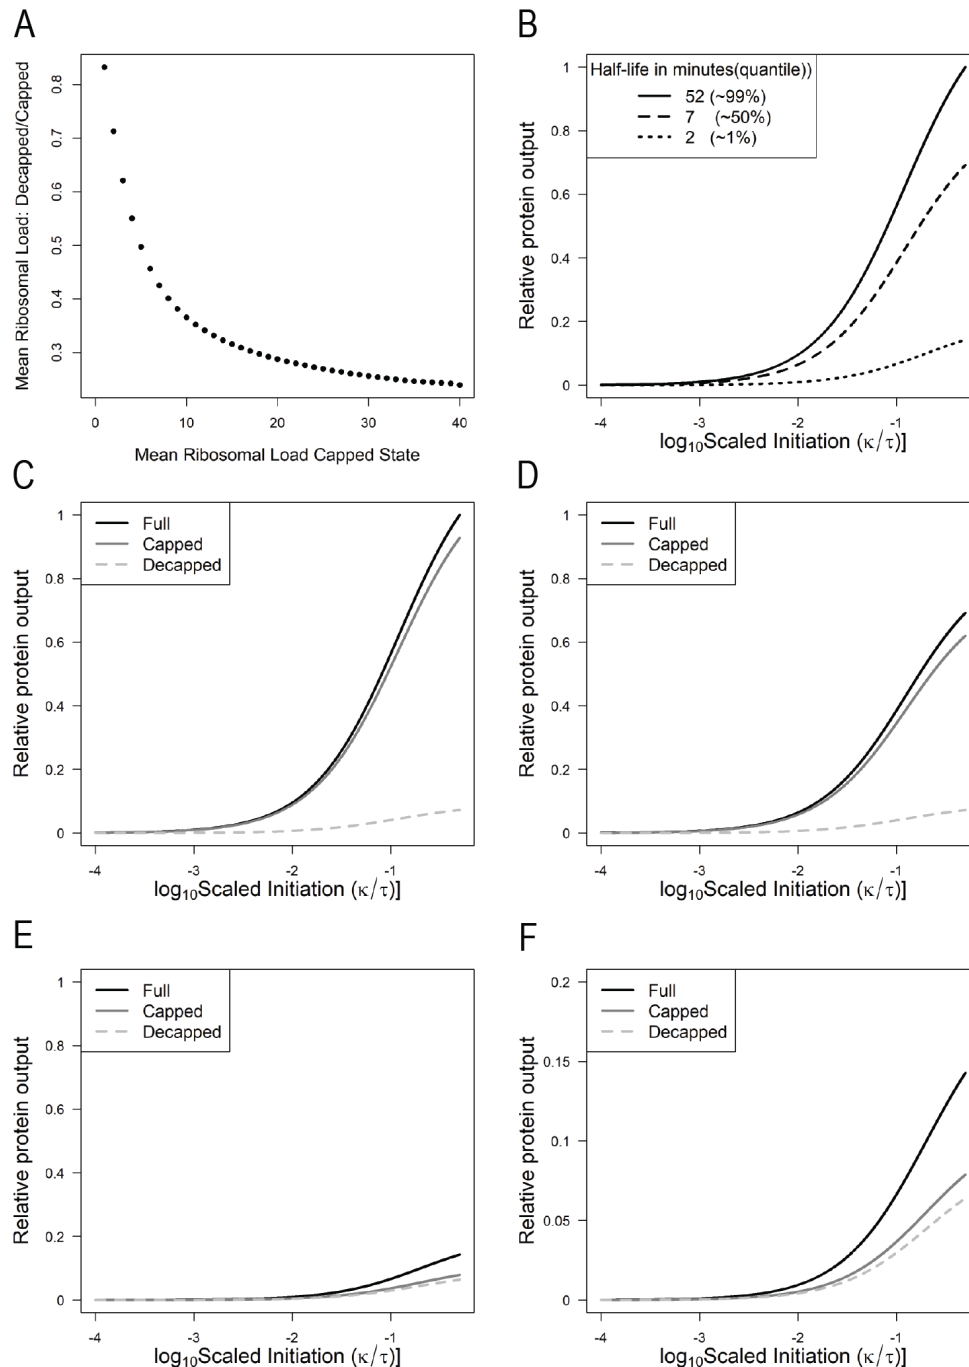 A
Mean Ribosomal Load: Decapped/Capped
0.8
0.7
0.6
0.5
0.4
0.3
0 10 20 30 40
Mean Ribosomal Load Capped State
B
Half-life in minutes(quantile))
52 (~99%)
7 (~50%)
2 (~1%)
Relative protein output
1
0.8
0.6
0.4
0.2
0
-4 -3 -2 -1
log₁₀Scaled Initiation (κ/τ)]
C
Full
Capped
Decapped
Relative protein output
1
0.8
0.6
0.4
0.2
0
-4 -3 -2 -1
log₁₀Scaled Initiation (κ/τ)]
D
Full
Capped
Decapped
Relative protein output
1
0.8
0.6
0.4
0.2
0
-4 -3 -2 -1
log₁₀Scaled Initiation (κ/τ)]
E
Full
Capped
Decapped
Relative protein output
1
0.8
0.6
0.4
0.2
0
-4 -3 -2 -1
log₁₀Scaled Initiation (κ/τ)]
F
Full
Capped
Decapped
Relative protein output
0.2
0.15
0.1
0.05
0
-4 -3 -2 -1
log₁₀Scaled Initiation (κ/τ)]